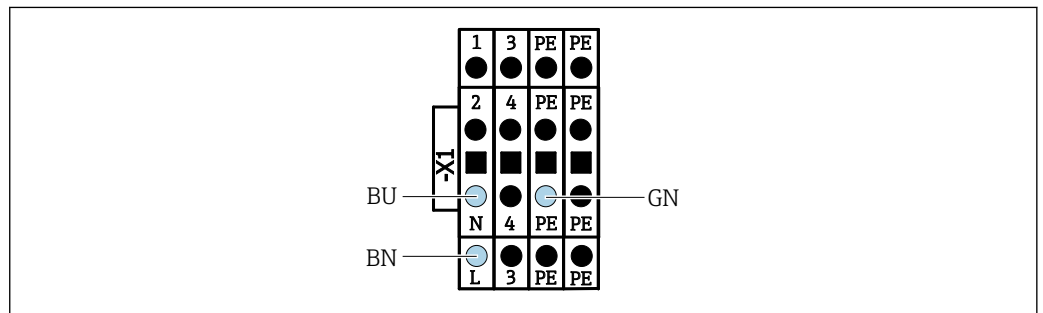 1 3 PE PE
2 4 PE PE
-X1
BU
GN
N 4 PE PE
BN
L 3 PE PE